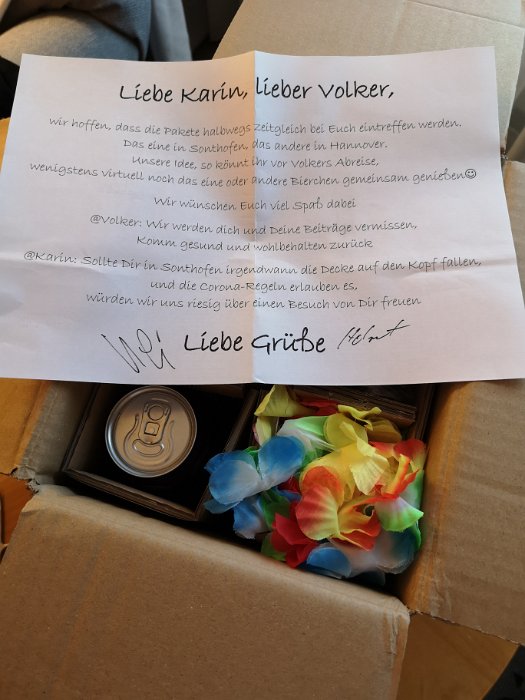 Liebe Karin, lieber Volker,
wir hoffen, dass die Pakete halbwegs zeitgleich bei Euch eintreffen werden.
Das eine in Sonthofen, das andere in Hannover.
Unsere Idee, so könnt ihr vor Volkers Abreise,
wenigstens virtuell noch das eine oder andere Bierchen gemeinsam genießen☺
Wir wünschen Euch viel Spaß dabei
@Volker: Wir werden dich und Deine Beiträge vermissen,
Komm gesund und wohlbehalten zurück
@Karin: Sollte Dir in Sonthofen irgendwann die Decke auf den Kopf fallen,
und die Corona-Regeln erlauben es,
würden wir uns riesig über einen Besuch von Dir freuen
Liebe Grüße